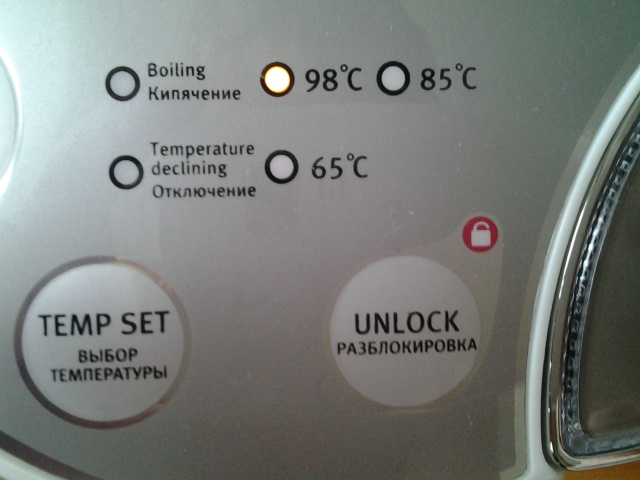 Boiling
Кипячение
98°C
85°C
Temperature
declining
Отключение
65°C
TEMP SET
ВЫБОР
ТЕМПЕРАТУРЫ
UNLOCK
РАЗБЛОКИРОВКА